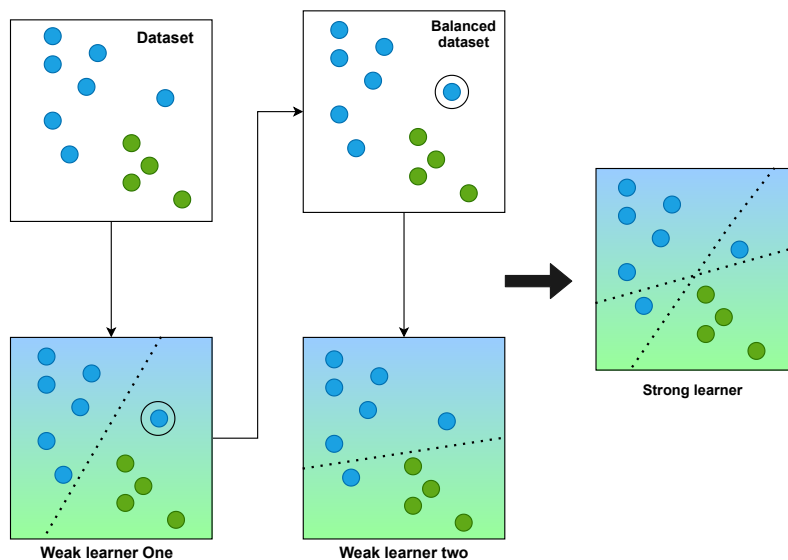 Dataset
Balanced
dataset
Strong learner
Weak learner One
Weak learner two